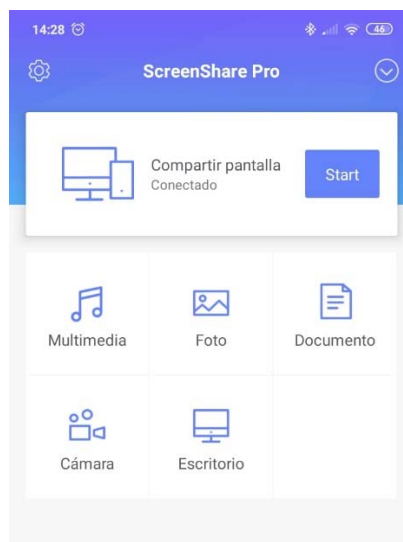 14:28 46
ScreenShare Pro
Compartir pantalla
Conectado
Start
Multimedia Foto Documento
Cámara Escritorio